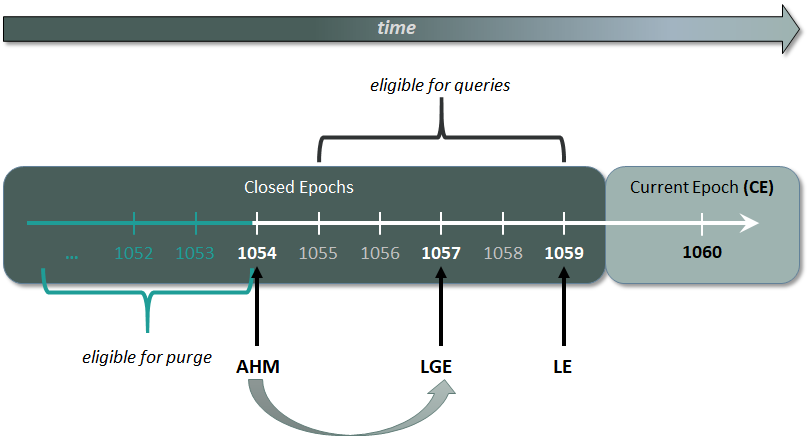 time
eligible for queries
Closed Epochs
Current Epoch (CE)
... 1052 1053 1054 1055 1056 1057 1058 1059 1060
eligible for purge
AHM LGE LE